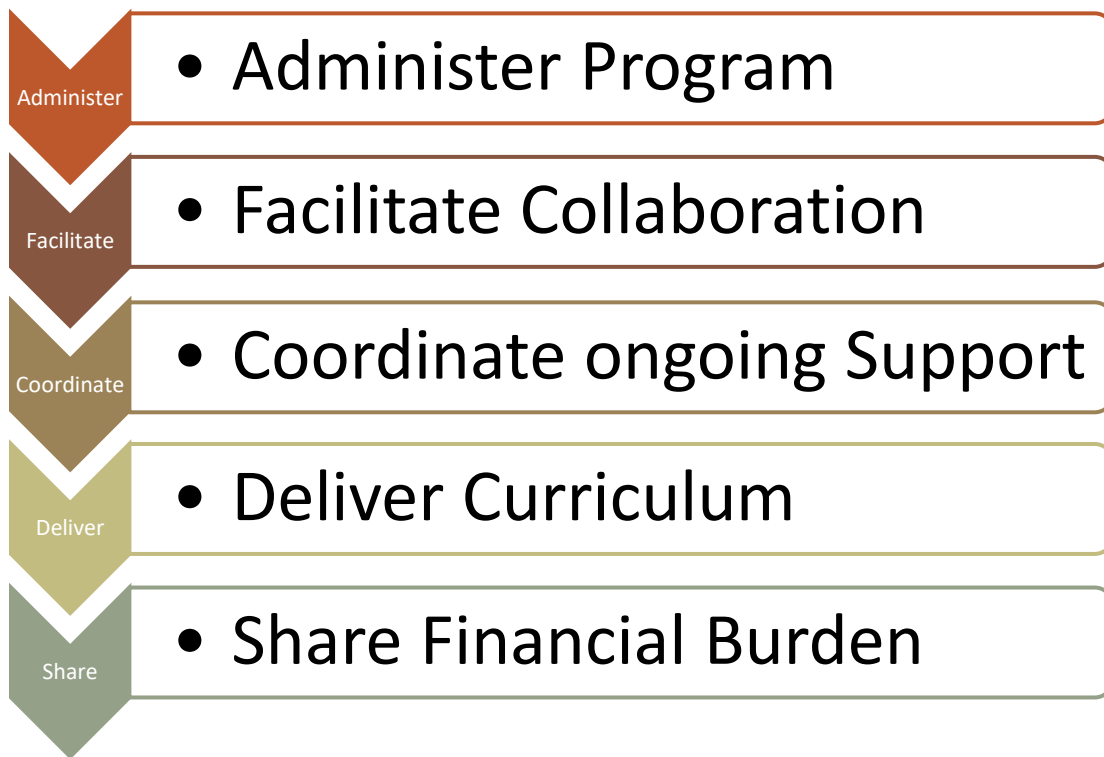 Administer
• Administer Program
Facilitate
• Facilitate Collaboration
Coordinate
• Coordinate ongoing Support
Deliver
• Deliver Curriculum
Share
• Share Financial Burden